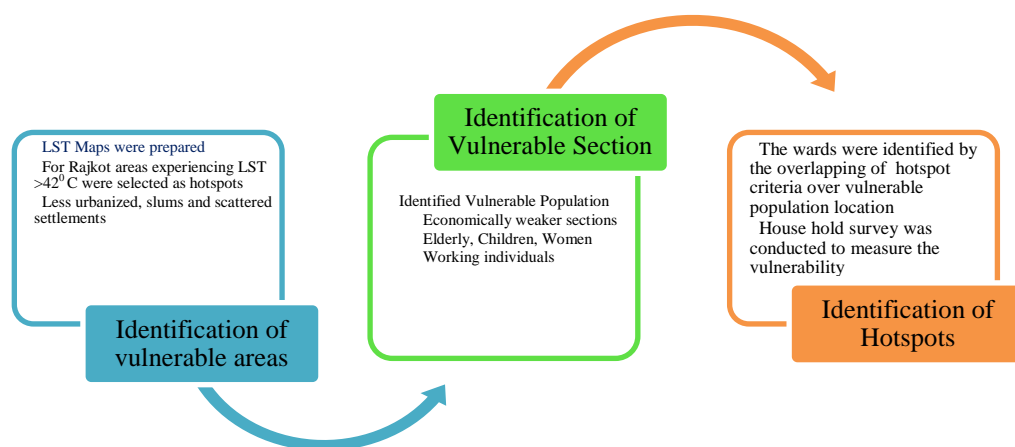 LST Maps were prepared
For Rajkot areas experiencing LST
>42⁰ C were selected as hotspots
Less urbanized, slums and scattered
settlements
Identification of
vulnerable areas
Identification of
Vulnerable Section
Identified Vulnerable Population
Economically weaker sections
Elderly, Children, Women
Working individuals
The wards were identified by
the overlapping of hotspot
criteria over vulnerable
population location
House hold survey was
conducted to measure the
vulnerability
Identification of
Hotspots